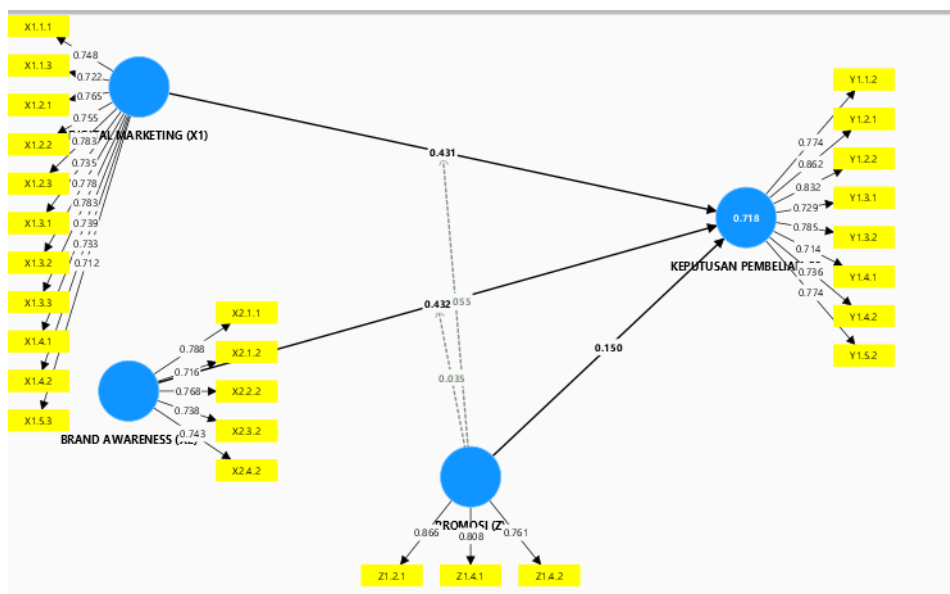 X1.1.1
X1.1.3
X1.2.1
X1.2.2
X1.2.3
X1.3.1
X1.3.2
X1.3.3
X1.4.1
X1.4.2
X1.5.3
0.748
0.722
0.765
0.755
0.783
0.735
0.778
0.783
0.739
0.733
0.712
MARKETING (X1)
0.431
0.432
055
0.035
0.150
X2.1.1
X2.1.2
X2.2.2
X2.3.2
X2.4.2
0.788
0.716
0.768
0.738
0.743
BRAND AWARENESS
PROMOSI (Z)
0.866
0.808
0.761
Z1.2.1
Z1.4.1
Z1.4.2
0.718
KEPUTUSAN
0.774
0.862
0.832
0.729
0.785
0.714
0.736
0.774
Y1.1.2
Y1.2.1
Y1.2.2
Y1.3.1
Y1.3.2
Y1.4.1
Y1.4.2
Y1.5.2